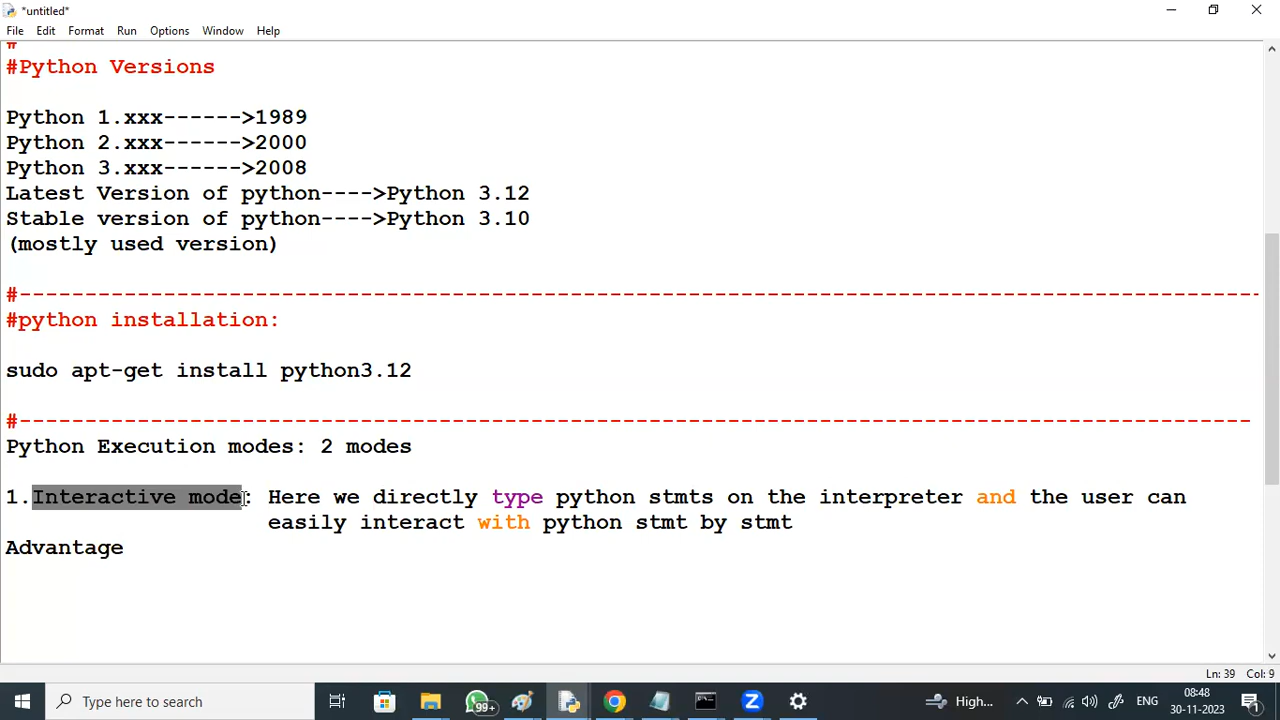 *untitled*
File Edit Format Run Options Window Help
#
#Python Versions
Python 1.xxx------>1989
Python 2.xxx------>2000
Python 3.xxx------>2008
Latest Version of python---->Python 3.12
Stable version of python---->Python 3.10
(mostly used version)
#-----------------------------------------------------------------------------------------------
#python installation:
sudo apt-get install python3.12
#-----------------------------------------------------------------------------------------------
Python Execution modes: 2 modes
1.Interactive mode: Here we directly type python stmts on the interpreter and the user can
easily interact with python stmt by stmt
Advantage
Ln: 39 Col: 9
Type here to search
99+
High...
ENG
08:48
30-11-2023
1